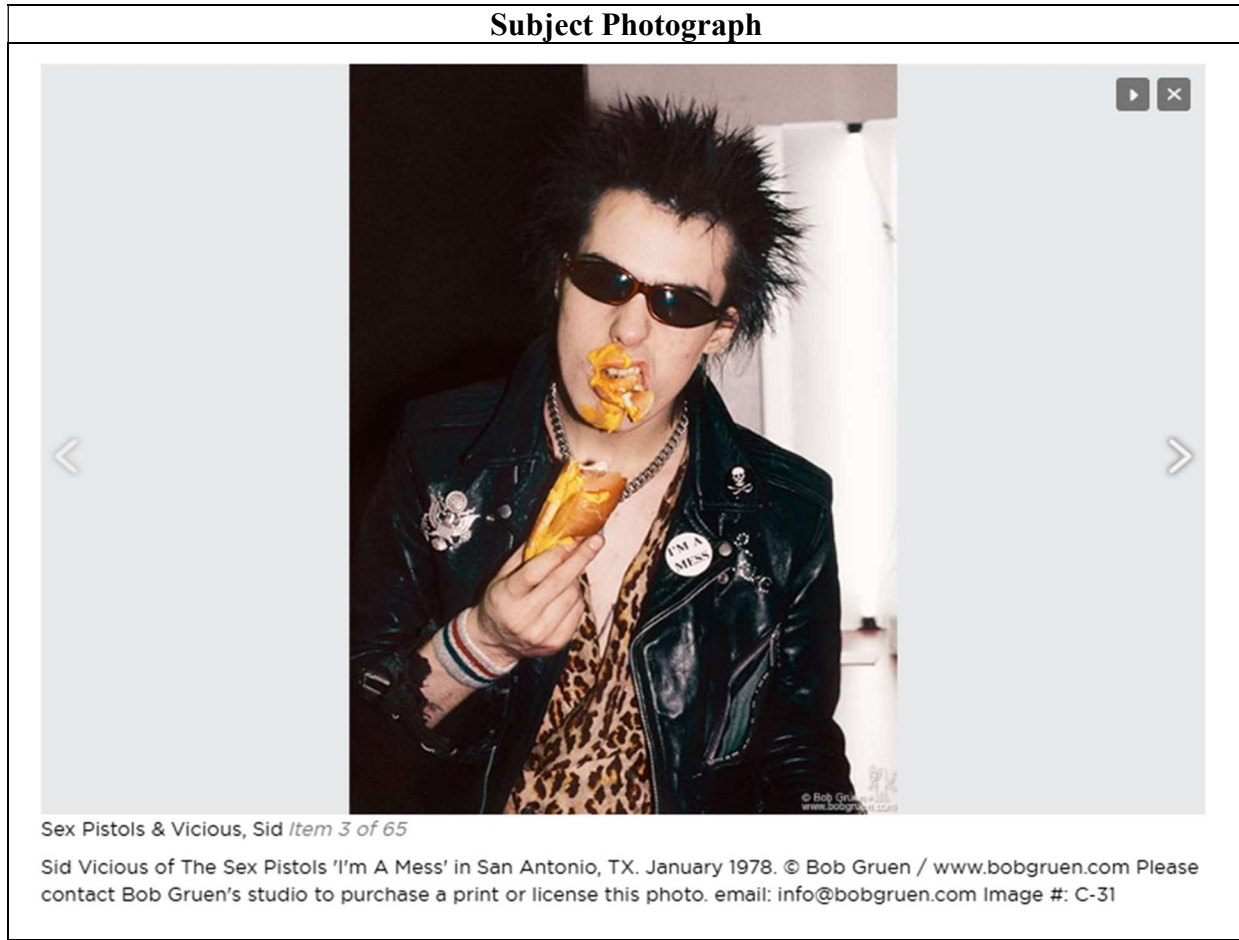 Subject Photograph
I'M A
MESS
© Bob Gruen
www.bobgruen.com
Sex Pistols & Vicious, Sid Item 3 of 65
Sid Vicious of The Sex Pistols 'I'm A Mess' in San Antonio, TX. January 1978. © Bob Gruen / www.bobgruen.com Please
contact Bob Gruen's studio to purchase a print or license this photo. email: info@bobgruen.com Image #: C-31